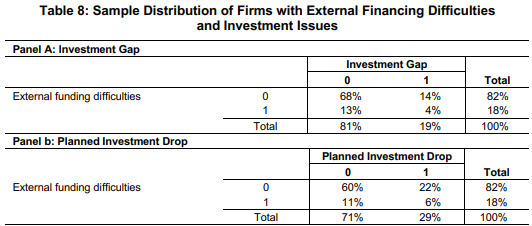 Table 8: Sample Distribution of Firms with External Financing Difficulties
and Investment Issues
Panel A: Investment Gap
Investment Gap
0 1 Total
External funding difficulties 0 68% 14% 82%
1 13% 4% 18%
Total 81% 19% 100%
Panel b: Planned Investment Drop
Planned Investment Drop
0 1 Total
External funding difficulties 0 60% 22% 82%
1 11% 6% 18%
Total 71% 29% 100%